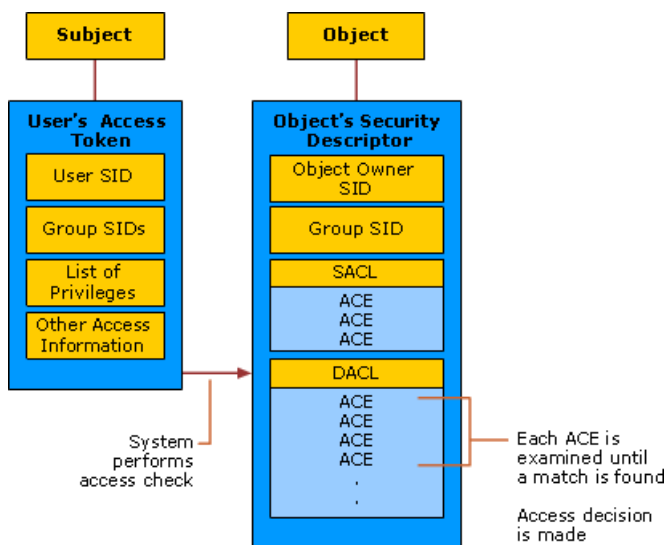 Subject
Object
User's Access
Token
User SID
Group SIDs
List of
Privileges
Other Access
Information
Object's Security
Descriptor
Object Owner
SID
Group SID
SACL
ACE
ACE
ACE
DACL
ACE
ACE
ACE
ACE
.
.
System
performs
access check
Each ACE is
examined until
a match is found
Access decision
is made